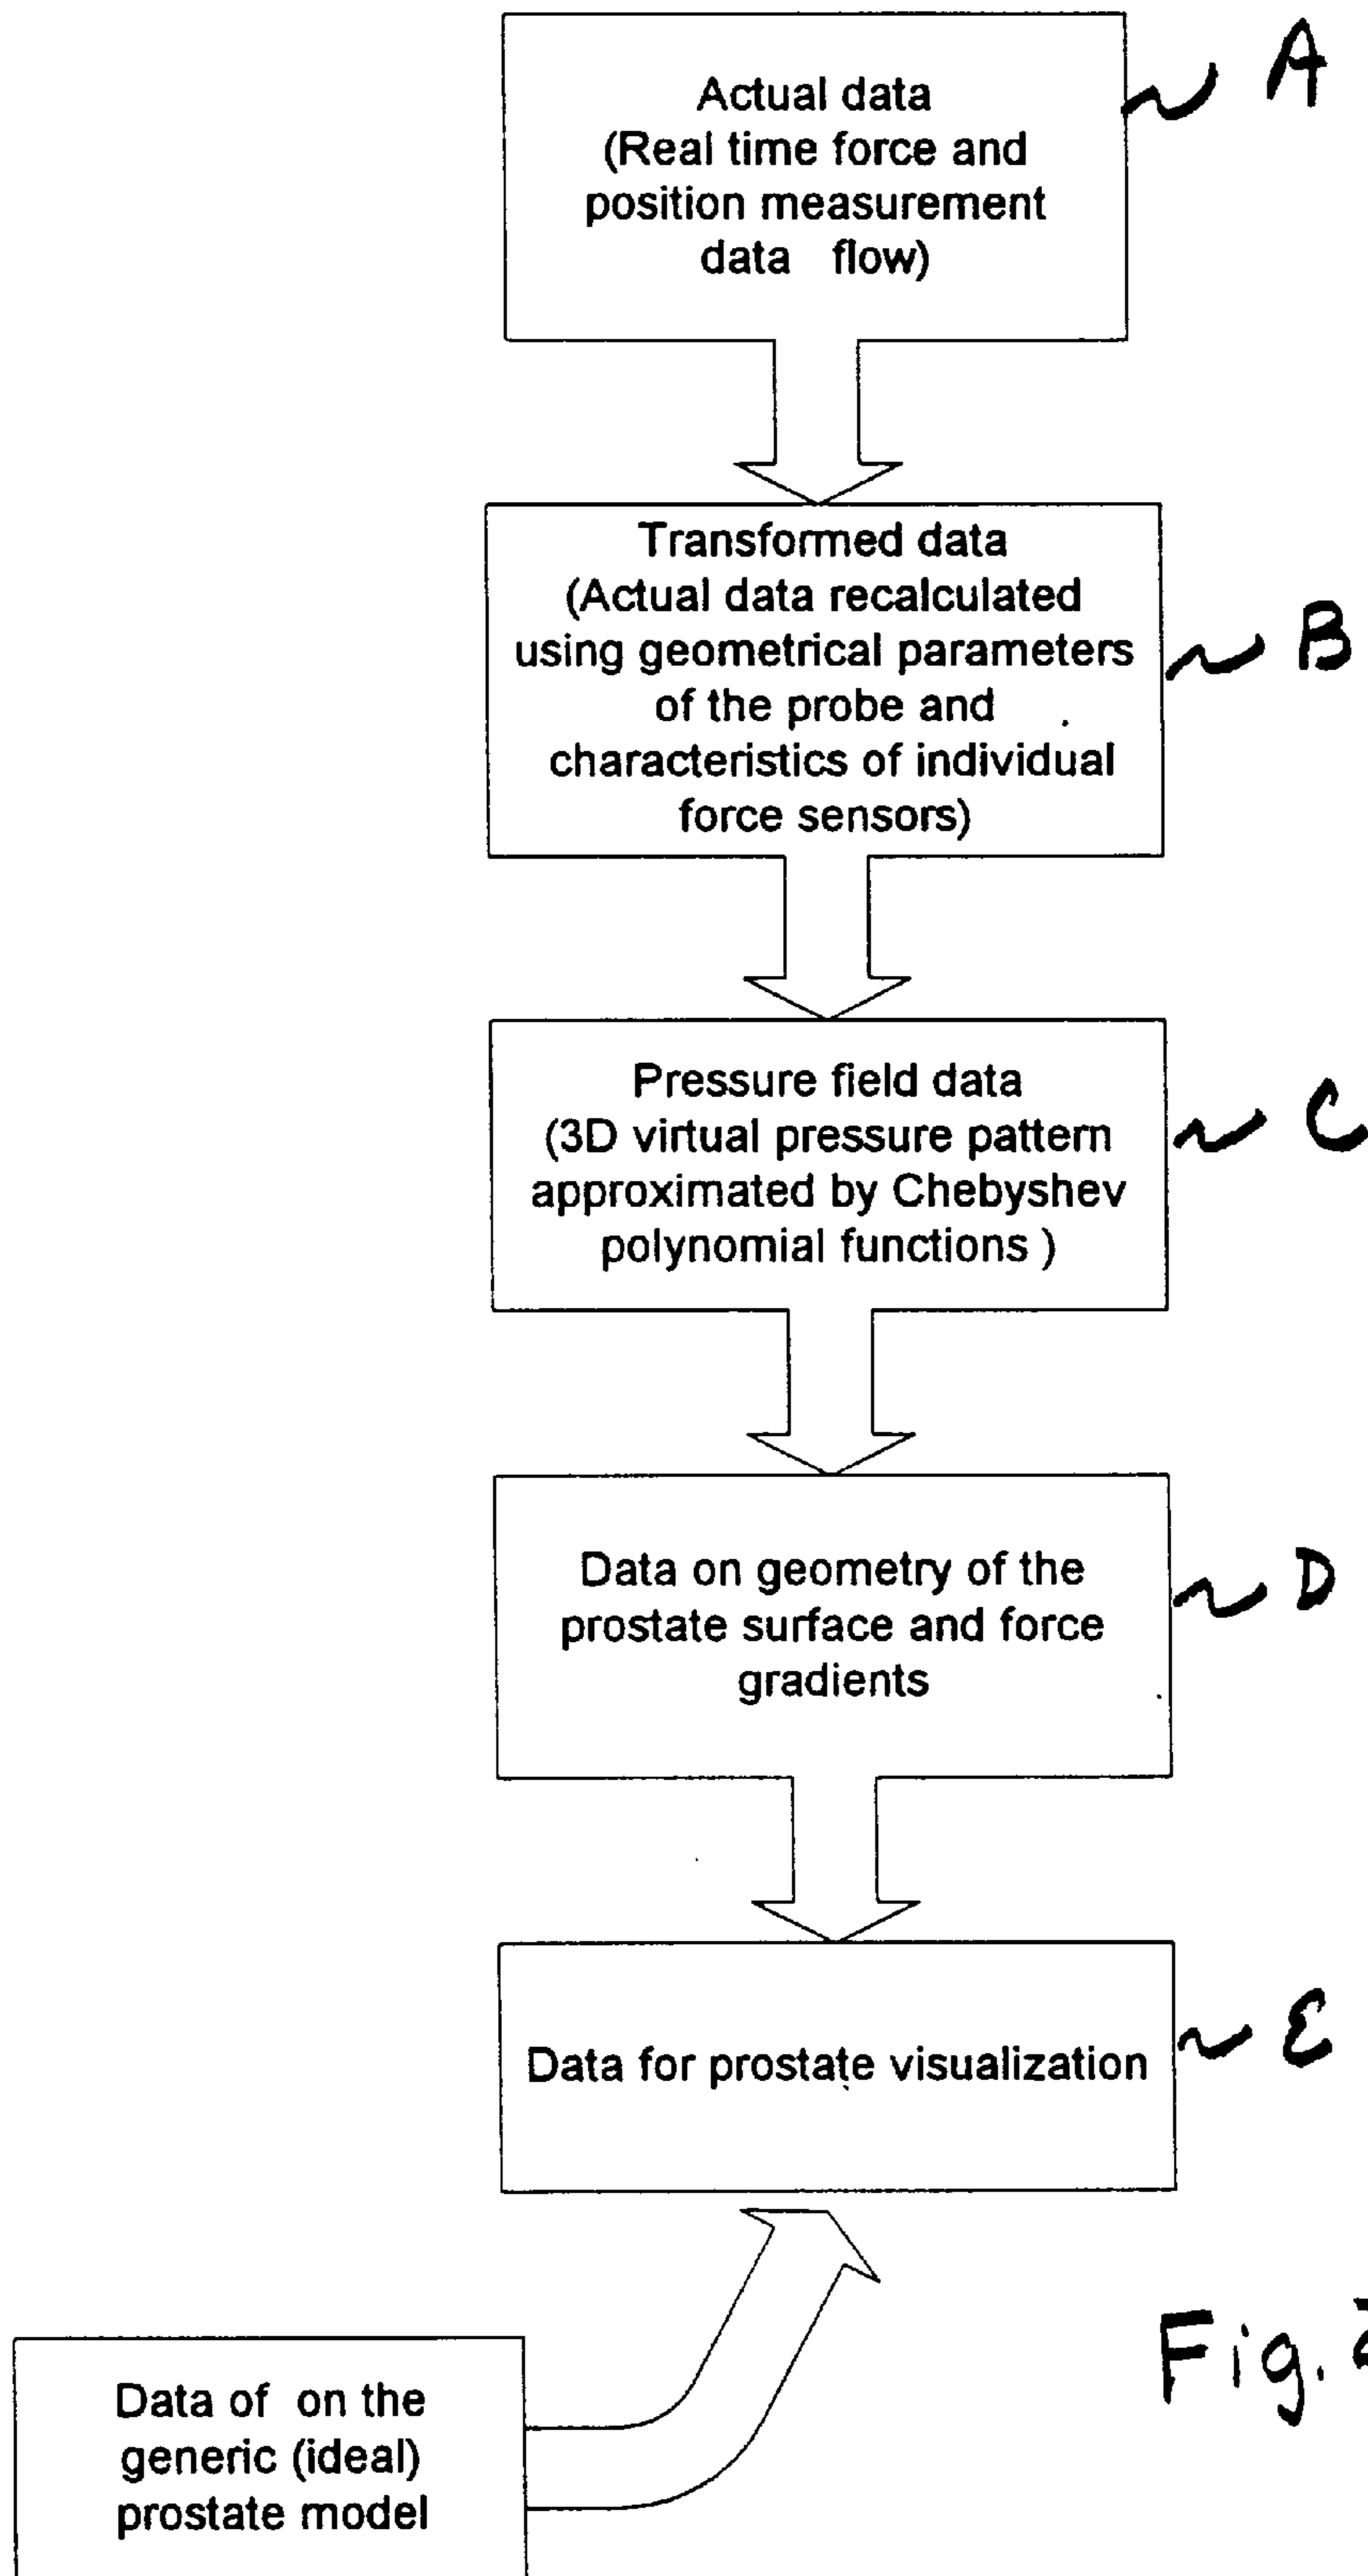 Actual data
(Real time force and
position measurement
data flow)
A
Transformed data
(Actual data recalculated
using geometrical parameters
of the probe and
characteristics of individual
force sensors)
B
Pressure field data
(3D virtual pressure pattern
approximated by Chebyshev
polynomial functions )
C
Data on geometry of the
prostate surface and force
gradients
D
Data for prostate visualization
E
Fig.
Data of on the
generic (ideal)
prostate model